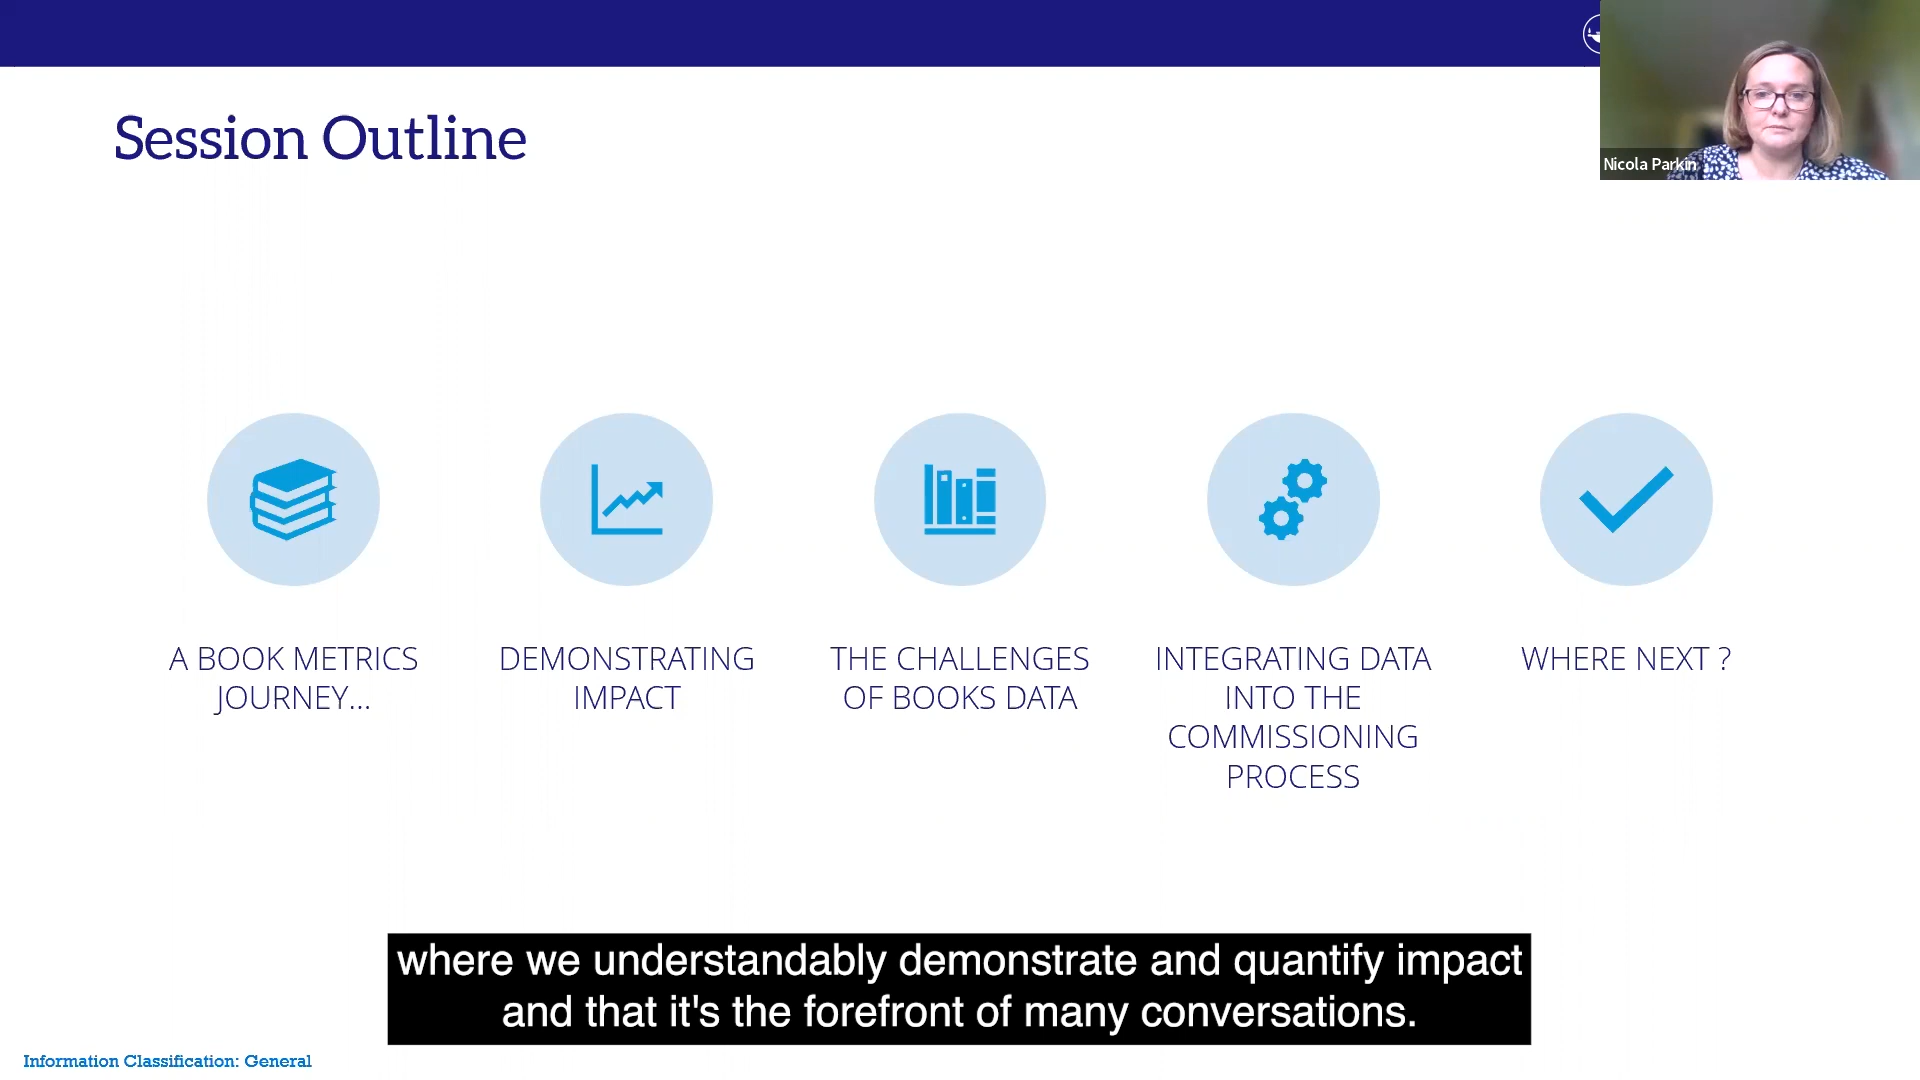 Session Outline
Nicola Parkin
A BOOK METRICS
JOURNEY...
DEMONSTRATING
IMPACT
THE CHALLENGES
OF BOOKS DATA
INTEGRATING DATA
INTO THE
COMMISSIONING
PROCESS
WHERE NEXT ?
where we understandably demonstrate and quantify impact
and that it's the forefront of many conversations.
Information Classification: General